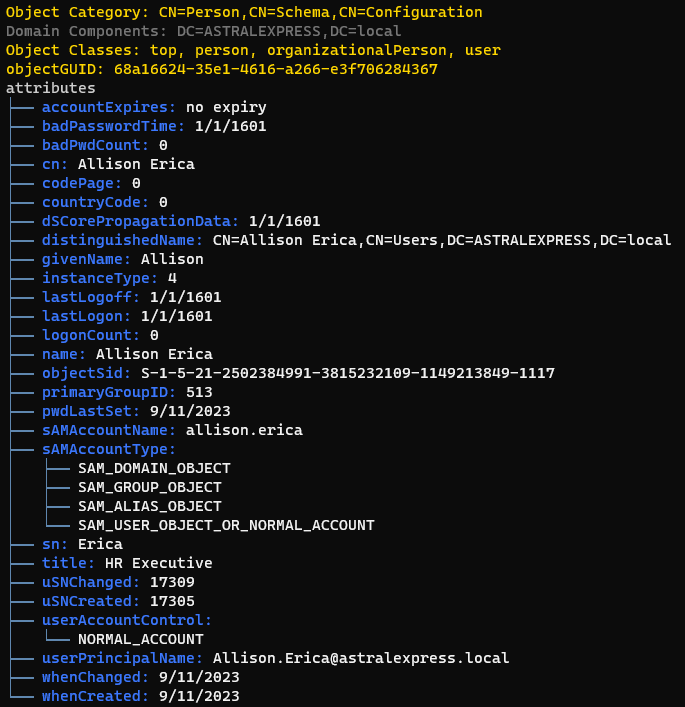 Object Category: CN=Person,CN=Schema,CN=Configuration
Domain Components: DC=ASTRALEXPRESS,DC=local
Object Classes: top, person, organizationalPerson, user
objectGUID: 68a16624-35e1-4616-a266-e3f706284367
attributes
accountExpires: no expiry
badPasswordTime: 1/1/1601
badPwdCount: 0
cn: Allison Erica
codePage: 0
countryCode: 0
dSCorePropagationData: 1/1/1601
distinguishedName: CN=Allison Erica,CN=Users,DC=ASTRALEXPRESS,DC=local
givenName: Allison
instanceType: 4
lastLogoff: 1/1/1601
lastLogon: 1/1/1601
logonCount: 0
name: Allison Erica
objectSid: S-1-5-21-2502384991-3815232109-1149213849-1117
primaryGroupID: 513
pwdLastSet: 9/11/2023
sAMAccountName: allison.erica
sAMAccountType:
SAM_DOMAIN_OBJECT
SAM_GROUP_OBJECT
SAM_ALIAS_OBJECT
SAM_USER_OBJECT_OR_NORMAL_ACCOUNT
sn: Erica
title: HR Executive
uSNChanged: 17309
uSNCreated: 17305
userAccountControl:
NORMAL_ACCOUNT
userPrincipalName: Allison.Erica@astralexpress.local
whenChanged: 9/11/2023
whenCreated: 9/11/2023